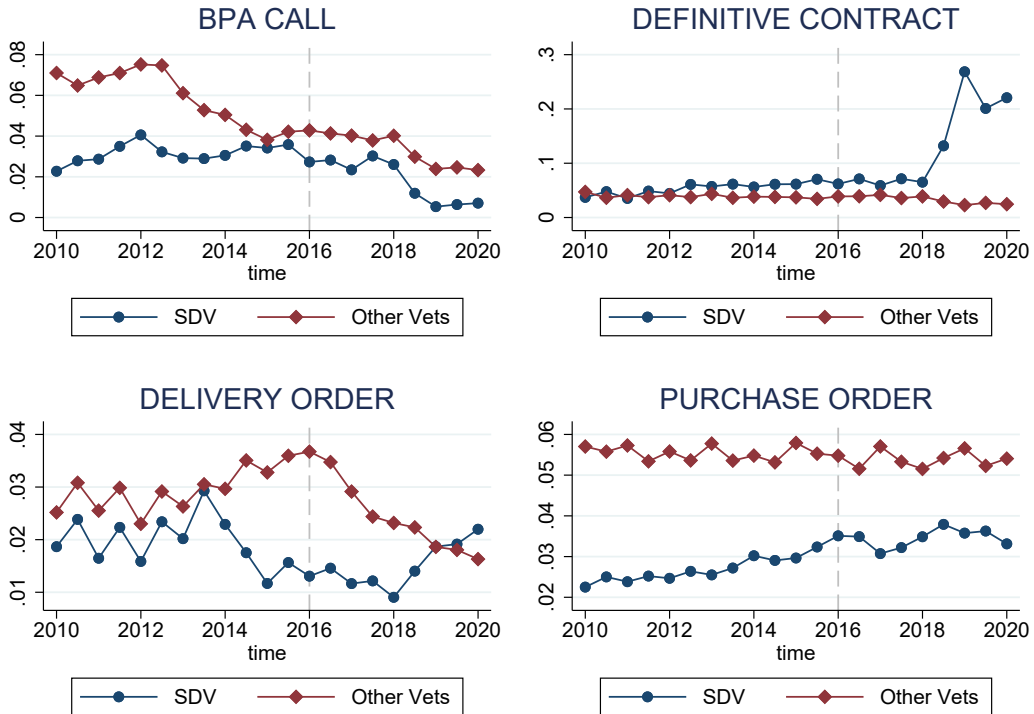 BPA CALL
.08
.06
.04
.02
0
2010 2012 2014 2016 2018 2020
time
SDV Other Vets
DEFINITIVE CONTRACT
.3
.2
.1
0
2010 2012 2014 2016 2018 2020
time
SDV Other Vets
DELIVERY ORDER
.04
.03
.02
.01
2010 2012 2014 2016 2018 2020
time
SDV Other Vets
PURCHASE ORDER
.06
.05
.04
.03
.02
2010 2012 2014 2016 2018 2020
time
SDV Other Vets